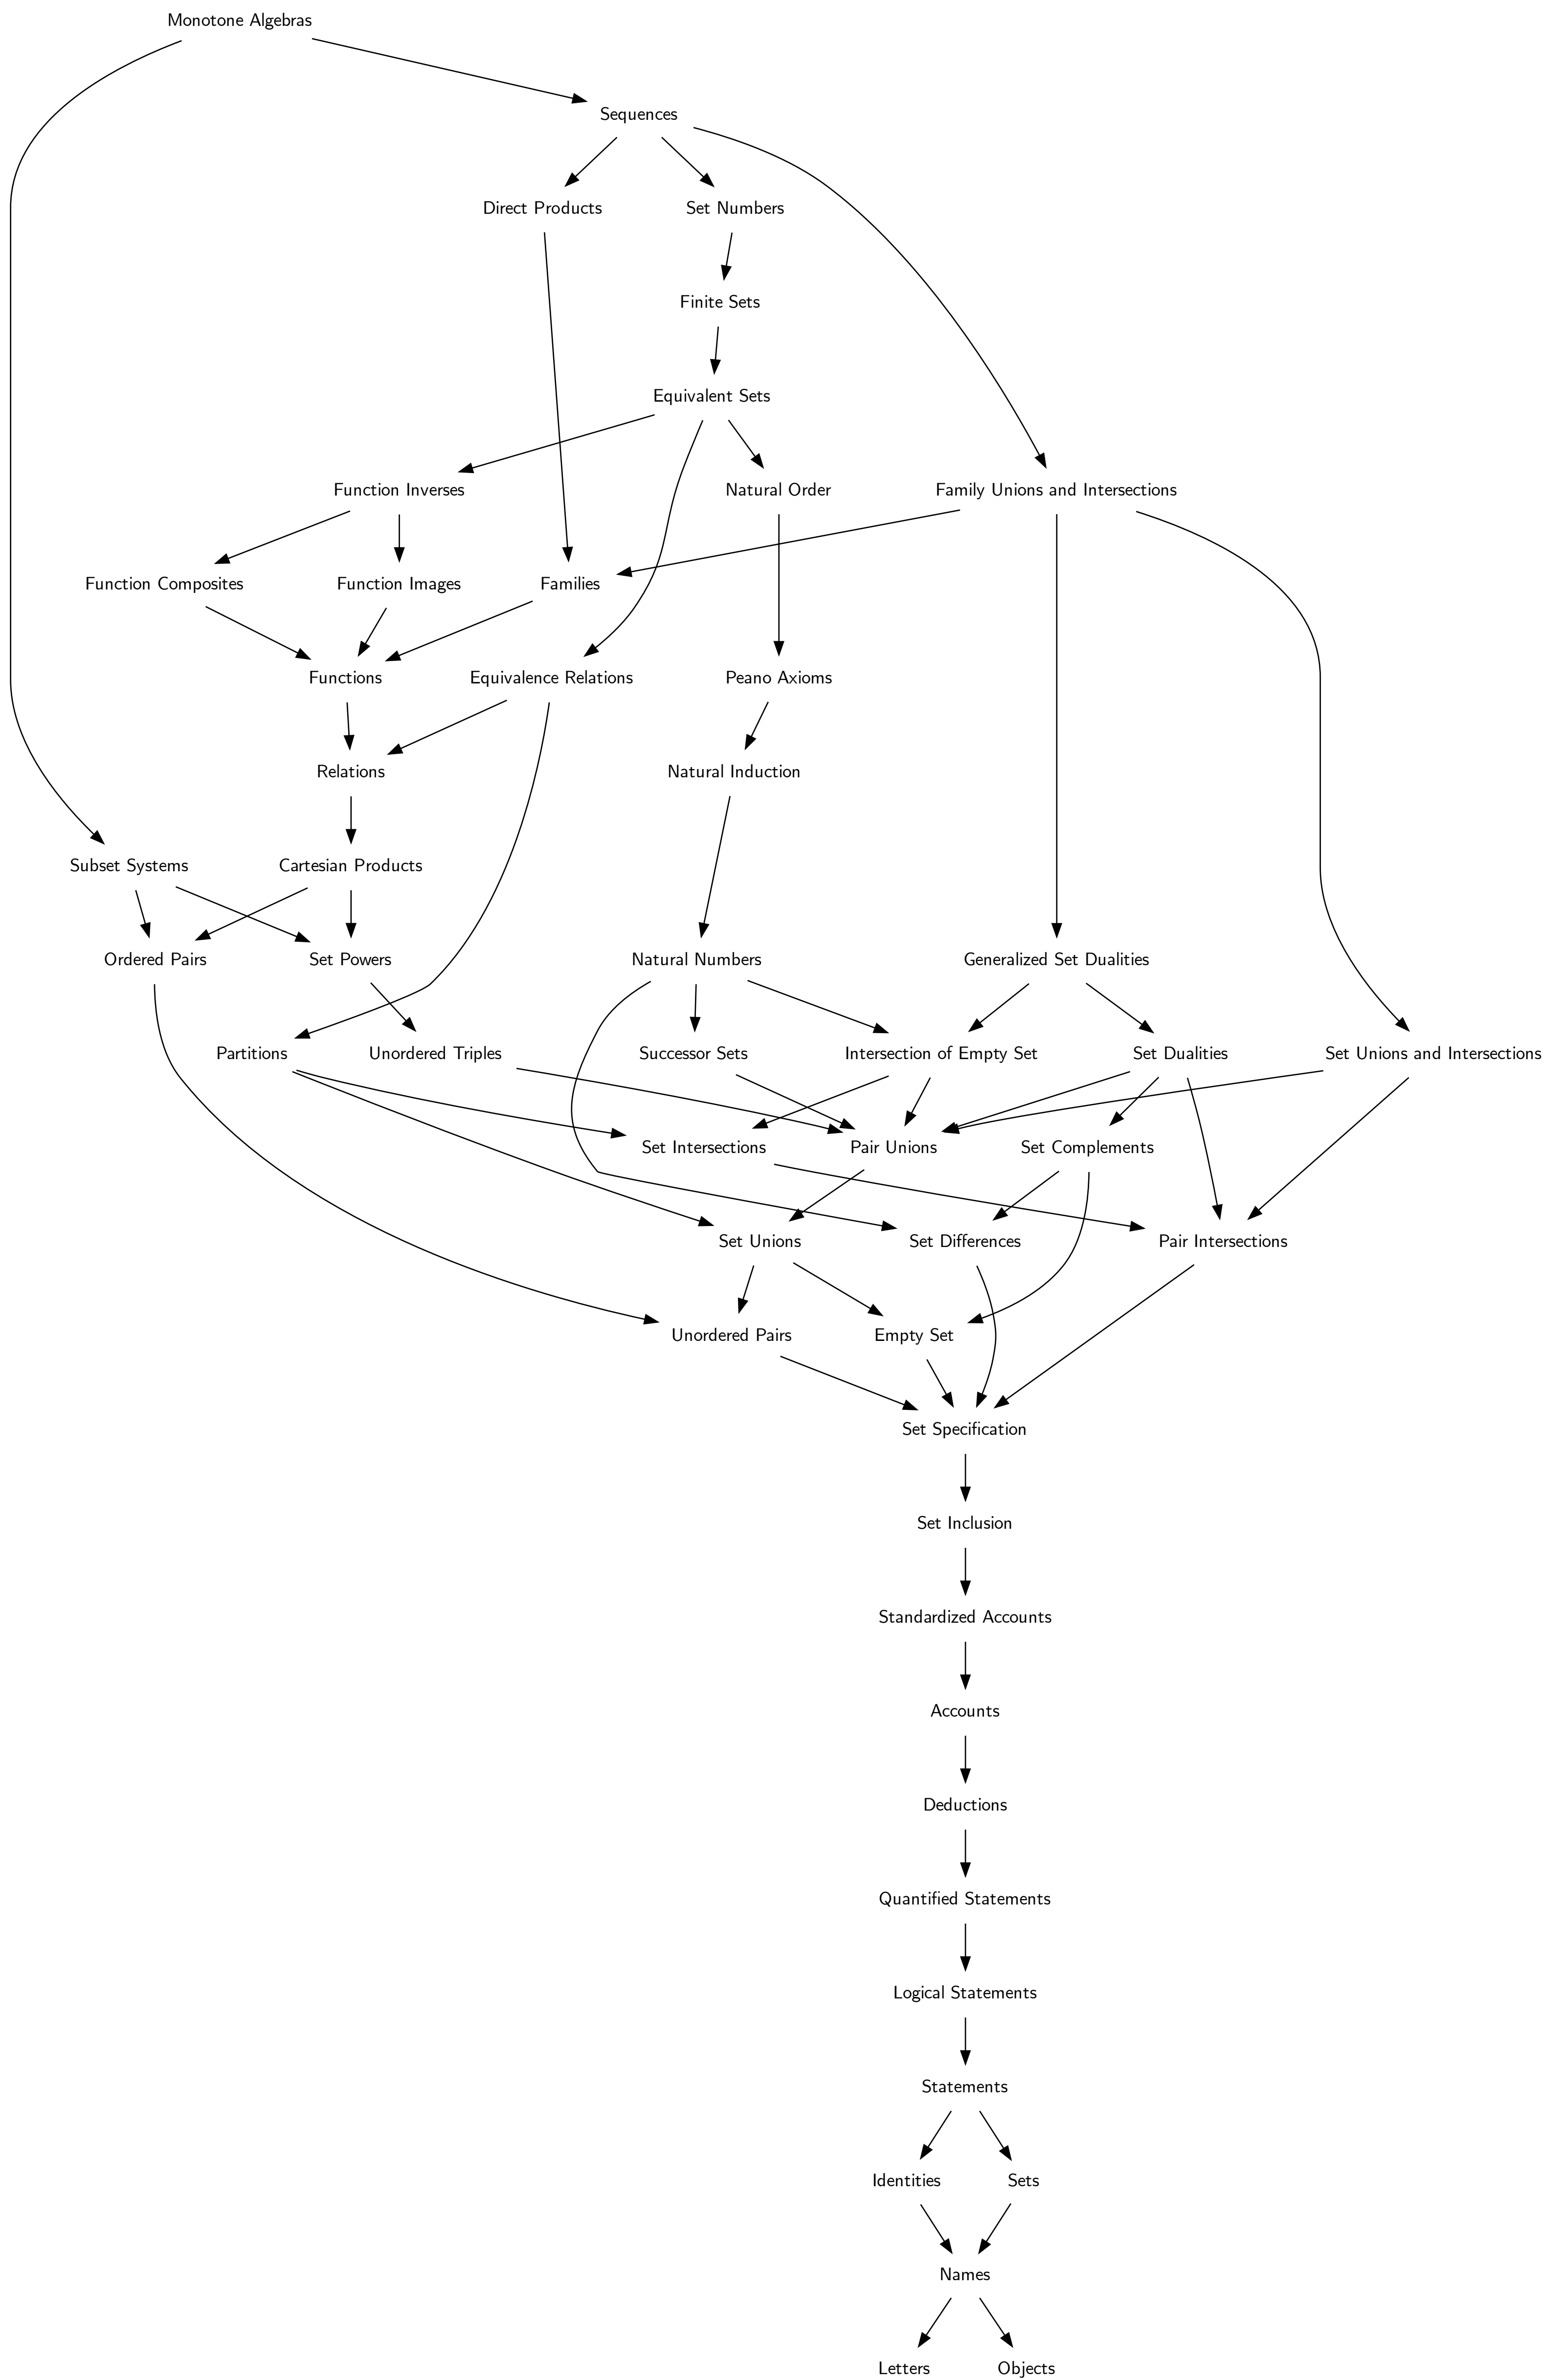 Monotone Algebras
Sequences
Direct Products
Set Numbers
Finite Sets
Equivalent Sets
Function Inverses
Natural Order
Family Unions and Intersections
Function Composites
Function Images
Families
Functions
Equivalence Relations
Peano Axioms
Relations
Natural Induction
Subset Systems
Cartesian Products
Ordered Pairs
Set Powers
Natural Numbers
Generalized Set Dualities
Partitions
Unordered Triples
Successor Sets
Intersection of Empty Set
Set Dualities
Set Unions and Intersections
Set Intersections
Pair Unions
Set Complements
Set Unions
Set Differences
Pair Intersections
Unordered Pairs
Empty Set
Set Specification
Set Inclusion
Standardized Accounts
Accounts
Deductions
Quantified Statements
Logical Statements
Statements
Identities
Sets
Names
Letters
Objects